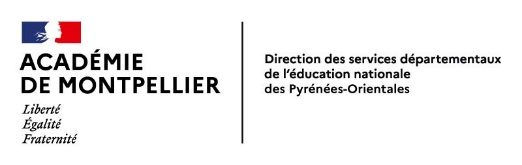 ACADÉMIE
DE MONTPELLIER
Liberté
Égalité
Fraternité
Direction des services départementaux
de l'éducation nationale
des Pyrénées-Orientales